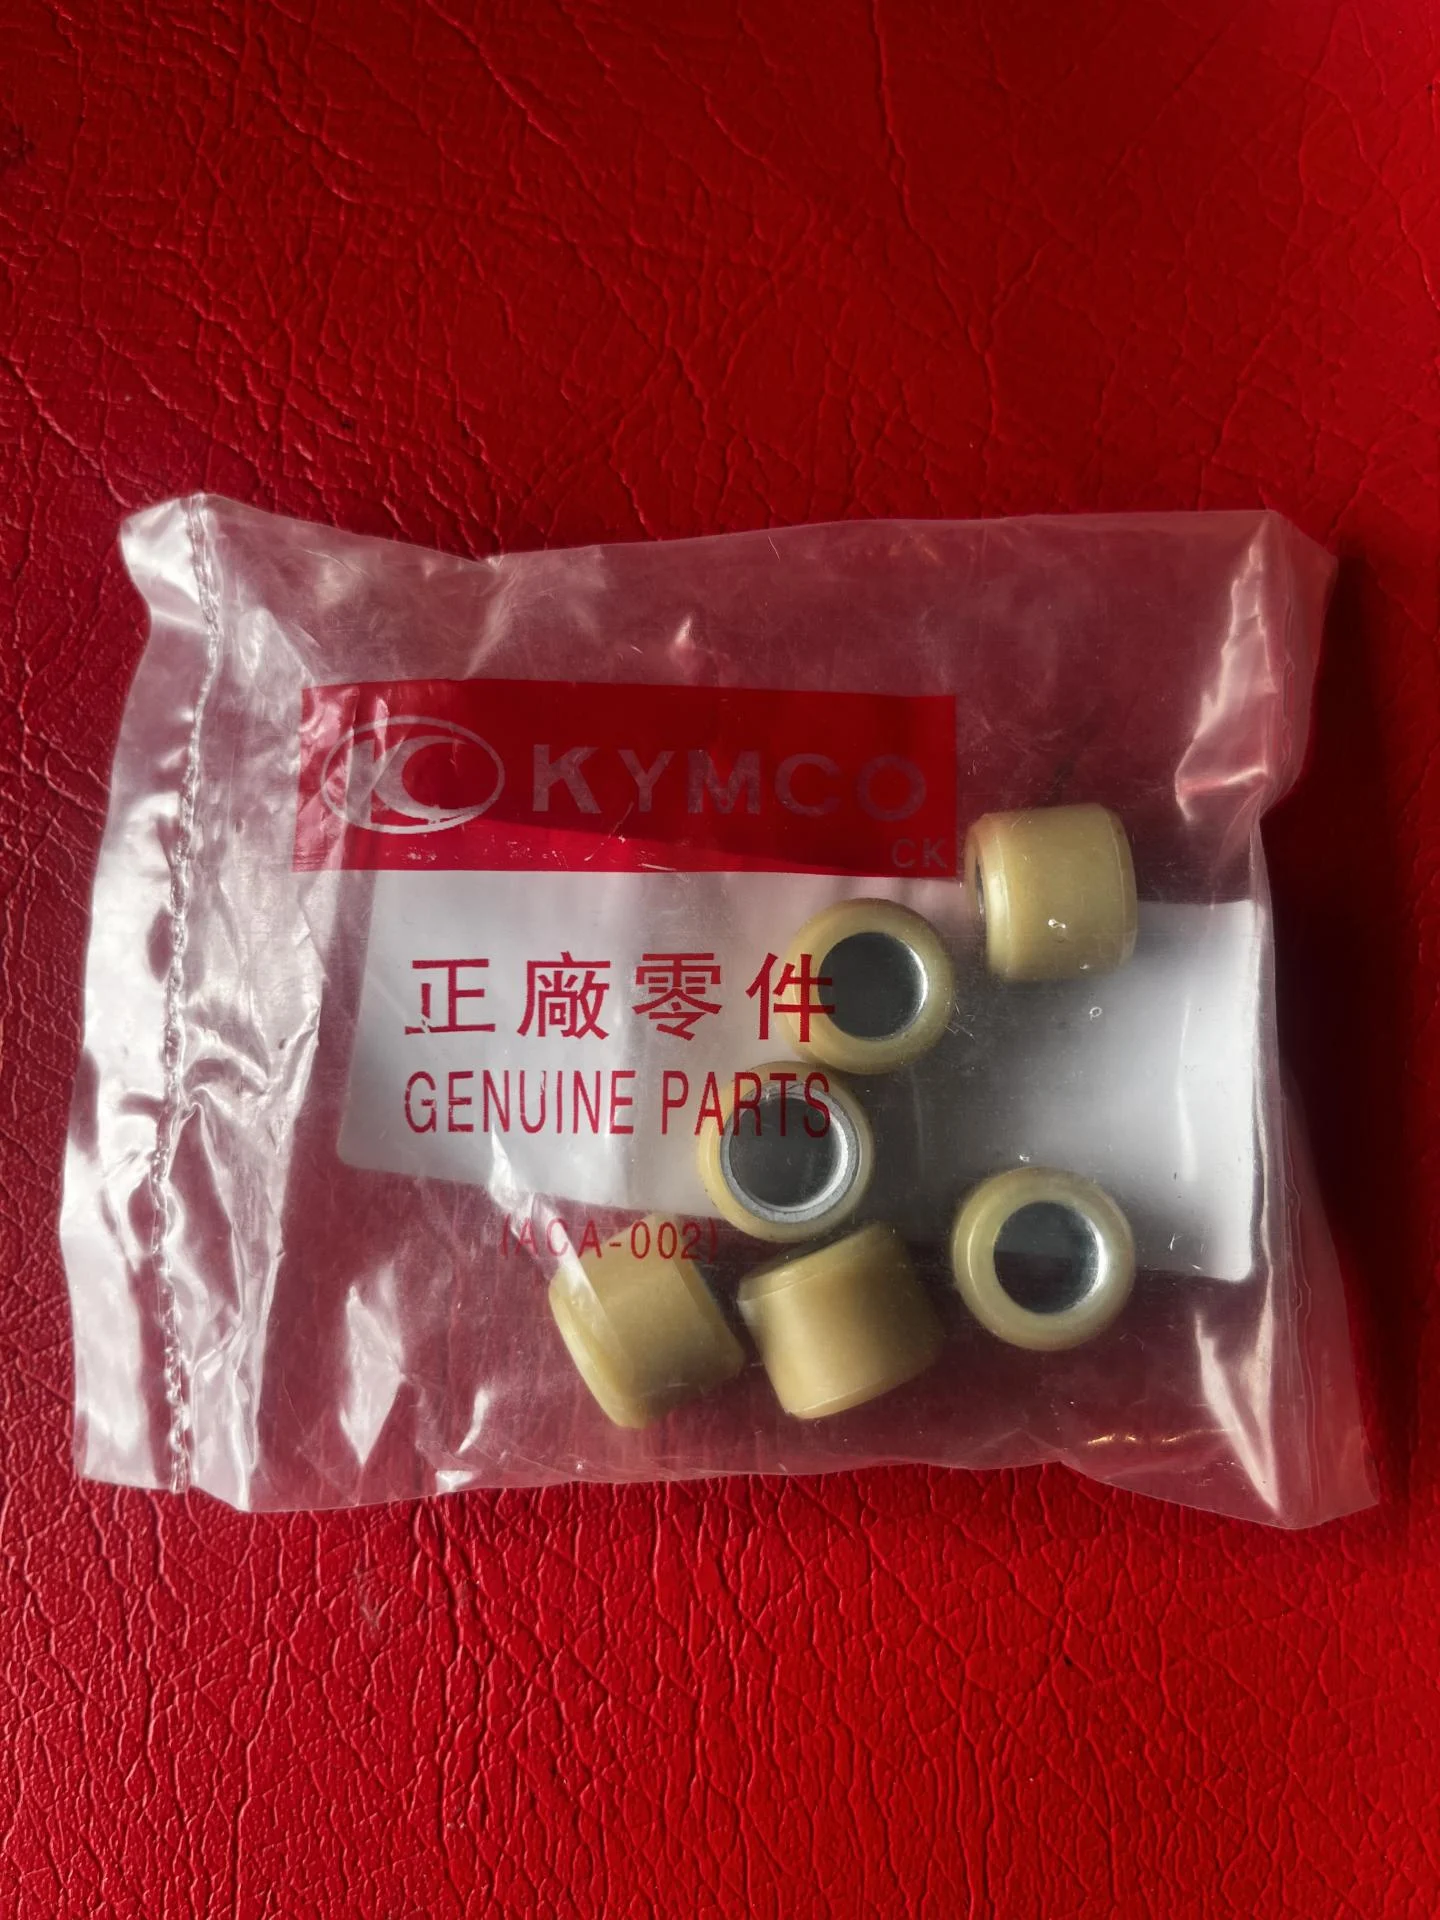 KYMCO
CK
正廠零件
GENUINE PARTS
(ACA-002)